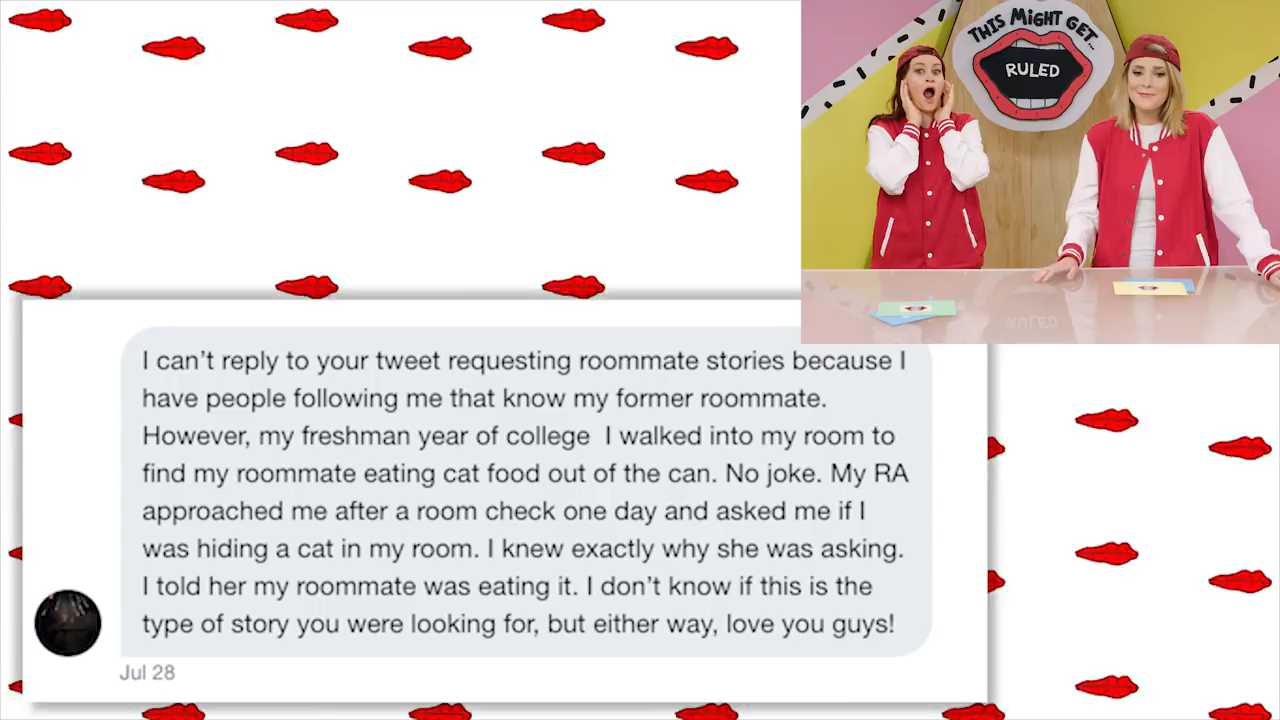 THIS MiGHT GET...
RULED
I can't reply to your tweet requesting roommate stories because I
have people following me that know my former roommate.
However, my freshman year of college  I walked into my room to
find my roommate eating cat food out of the can. No joke. My RA
approached me after a room check one day and asked me if I
was hiding a cat in my room. I knew exactly why she was asking.
I told her my roommate was eating it. I don't know if this is the
type of story you were looking for, but either way, love you guys!
Jul 28